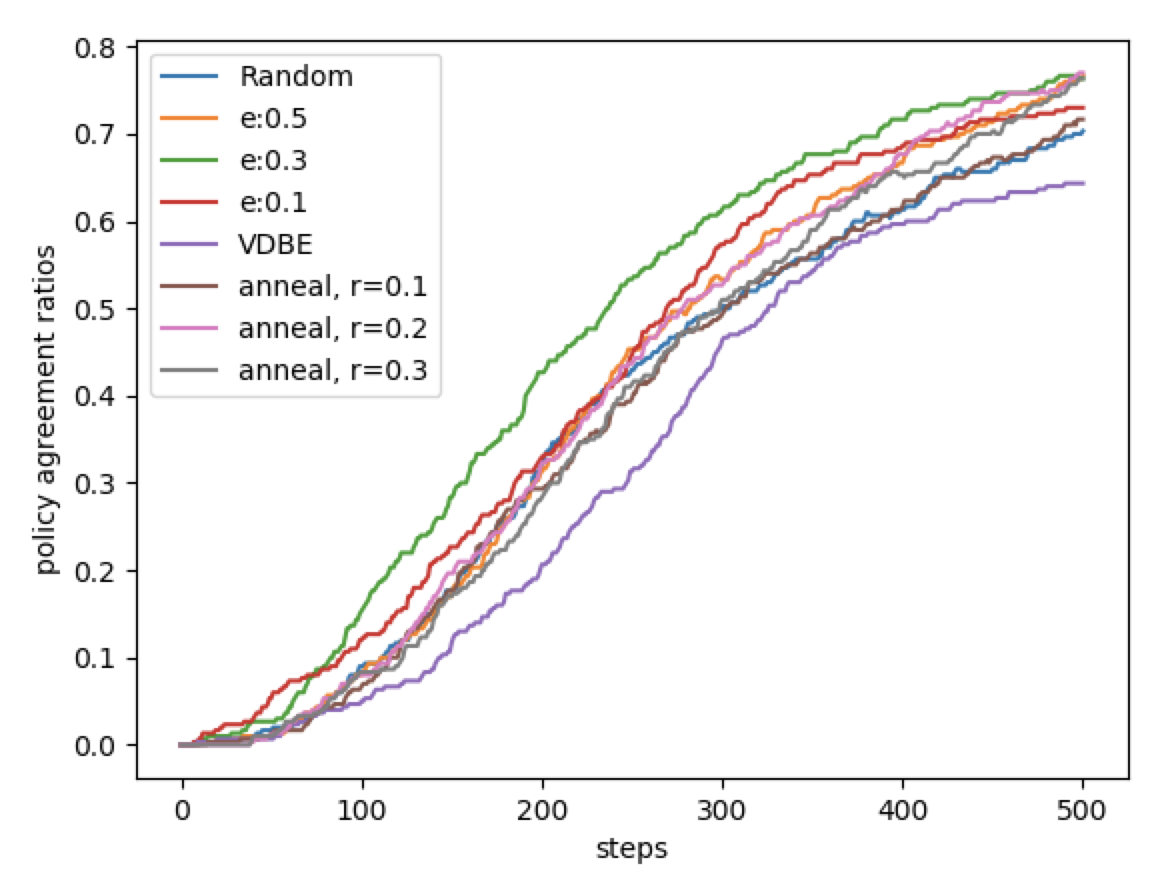 0.8
0.7
0.6
0.5
0.4
0.3
0.2
0.1
0.0
policy agreement ratios
Random
e:0.5
e:0.3
e:0.1
VDBE
anneal, r=0.1
anneal, r=0.2
anneal, r=0.3
0 100 200 300 400 500
steps